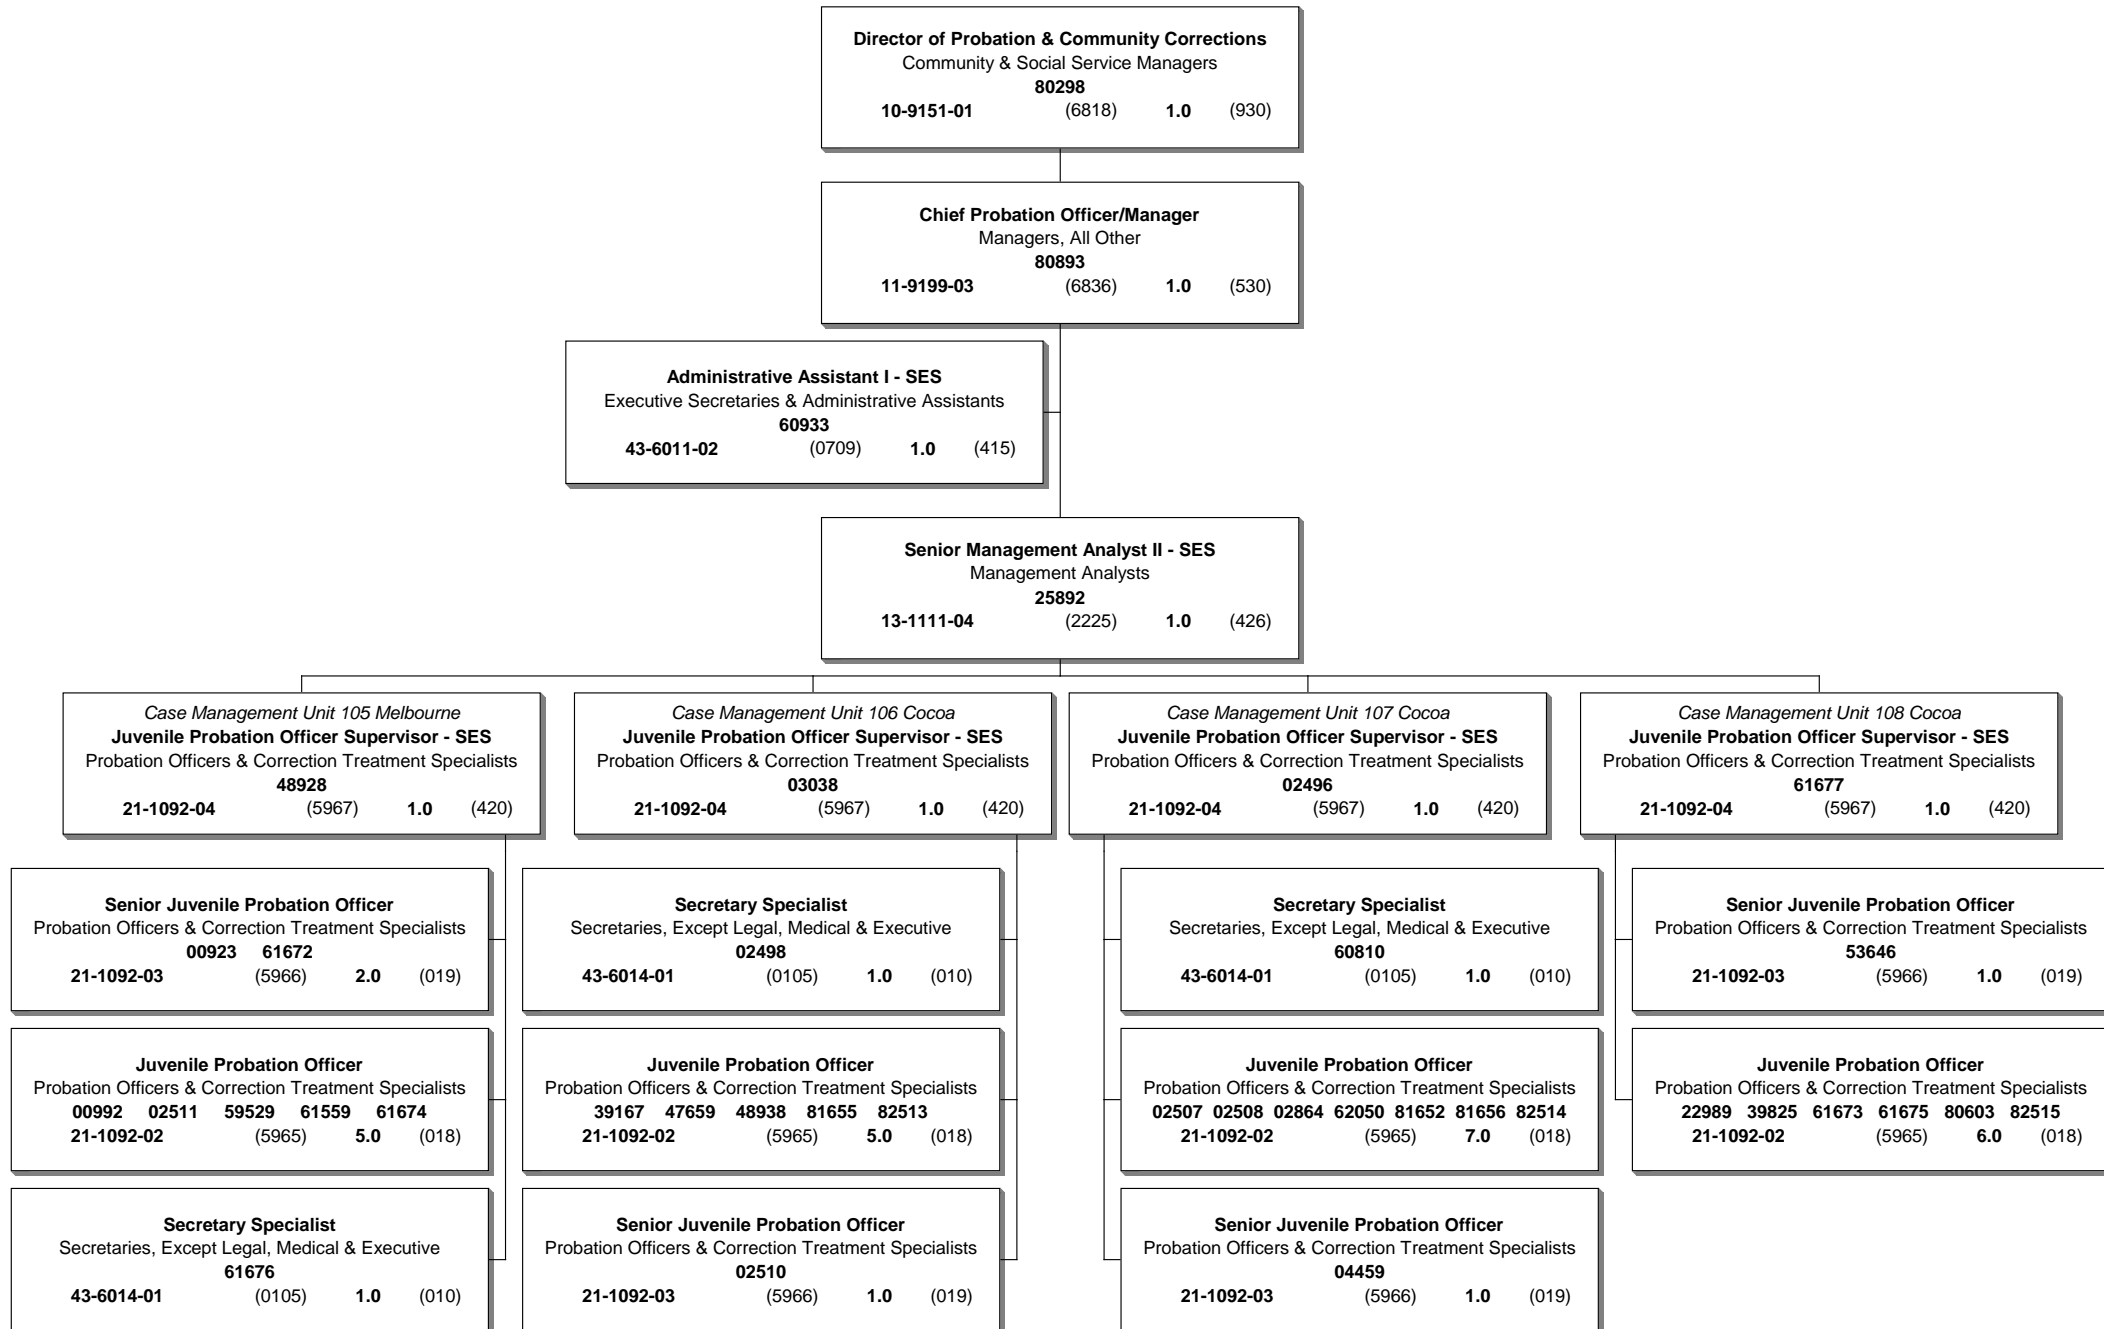 Director of Probation & Community Corrections
Community & Social Service Managers
80298
10-9151-01 (6818) 1.0 (930)
Chief Probation Officer/Manager
Managers, All Other
80893
11-9199-03 (6836) 1.0 (530)
Administrative Assistant I - SES
Executive Secretaries & Administrative Assistants
60933
43-6011-02 (0709) 1.0 (415)
Senior Management Analyst II - SES
Management Analysts
25892
13-1111-04 (2225) 1.0 (426)
Case Management Unit 105 Melbourne
Juvenile Probation Officer Supervisor - SES
Probation Officers & Correction Treatment Specialists
48928
21-1092-04 (5967) 1.0 (420)
Senior Juvenile Probation Officer
Probation Officers & Correction Treatment Specialists
00923 61672
21-1092-03 (5966) 2.0 (019)
Juvenile Probation Officer
Probation Officers & Correction Treatment Specialists
00992 02511 59529 61559 61674
21-1092-02 (5965) 5.0 (018)
Secretary Specialist
Secretaries, Except Legal, Medical & Executive
61676
43-6014-01 (0105) 1.0 (010)
Case Management Unit 106 Cocoa
Juvenile Probation Officer Supervisor - SES
Probation Officers & Correction Treatment Specialists
03038
21-1092-04 (5967) 1.0 (420)
Secretary Specialist
Secretaries, Except Legal, Medical & Executive
02498
43-6014-01 (0105) 1.0 (010)
Juvenile Probation Officer
Probation Officers & Correction Treatment Specialists
39167 47659 48938 81655 82513
21-1092-02 (5965) 5.0 (018)
Senior Juvenile Probation Officer
Probation Officers & Correction Treatment Specialists
02510
21-1092-03 (5966) 1.0 (019)
Case Management Unit 107 Cocoa
Juvenile Probation Officer Supervisor - SES
Probation Officers & Correction Treatment Specialists
02496
21-1092-04 (5967) 1.0 (420)
Secretary Specialist
Secretaries, Except Legal, Medical & Executive
60810
43-6014-01 (0105) 1.0 (010)
Juvenile Probation Officer
Probation Officers & Correction Treatment Specialists
02507 02508 02864 62050 81652 81656 82514
21-1092-02 (5965) 7.0 (018)
Senior Juvenile Probation Officer
Probation Officers & Correction Treatment Specialists
04459
21-1092-03 (5966) 1.0 (019)
Case Management Unit 108 Cocoa
Juvenile Probation Officer Supervisor - SES
Probation Officers & Correction Treatment Specialists
61677
21-1092-04 (5967) 1.0 (420)
Senior Juvenile Probation Officer
Probation Officers & Correction Treatment Specialists
53646
21-1092-03 (5966) 1.0 (019)
Juvenile Probation Officer
Probation Officers & Correction Treatment Specialists
22989 39825 61673 61675 80603 82515
21-1092-02 (5965) 6.0 (018)